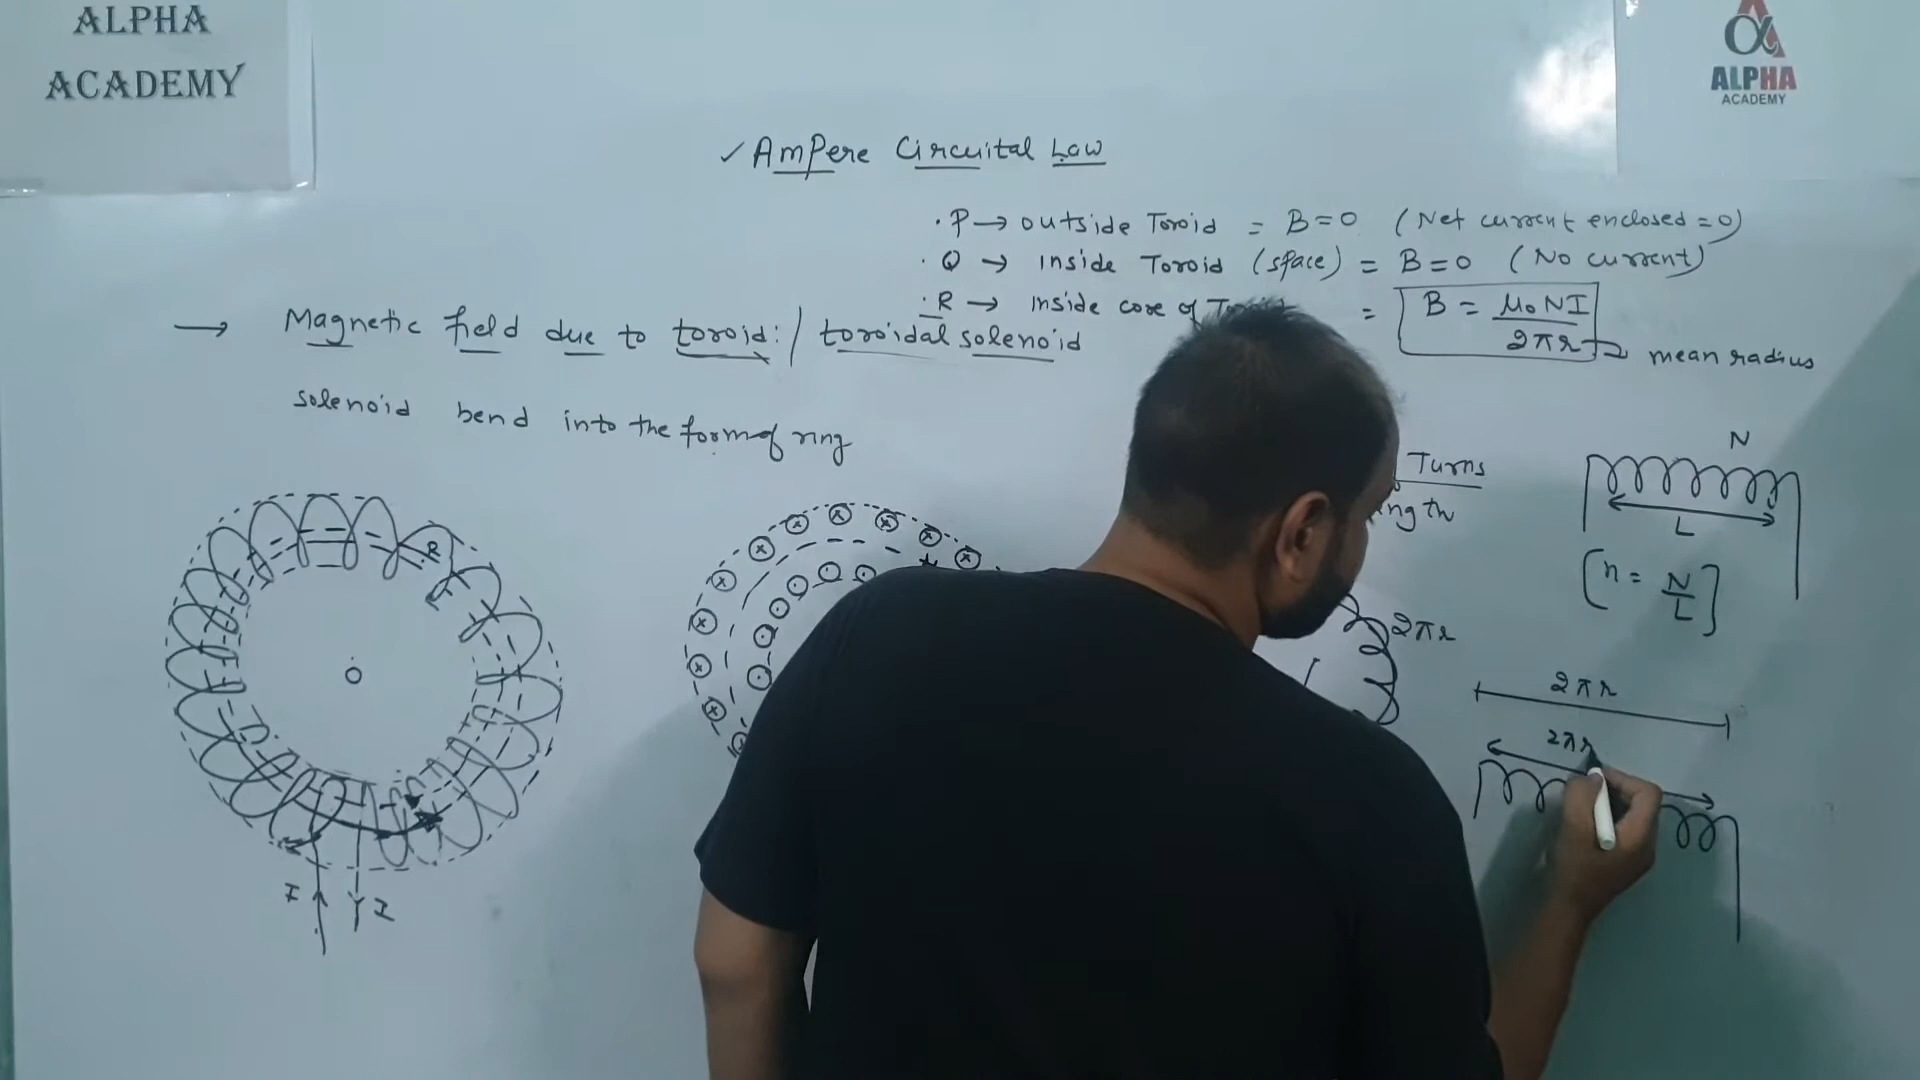 ALPHA
ACADEMY
ALPHA
ACADEMY
✓ Ampere Circuital Law
· P → outside Toroid = B=0 (Net current enclosed =0)
· Q → Inside Toroid (space) = B=0 (No current)
· R → Inside core of = B = μ₀NI / 2πr → mean radius
→ Magnetic field due to toroid: / toroidal solenoid
solenoid bend into the form of ring
Turns
N
L
[n = N/L]
R
O
I
I
2πr
2πr
2πr